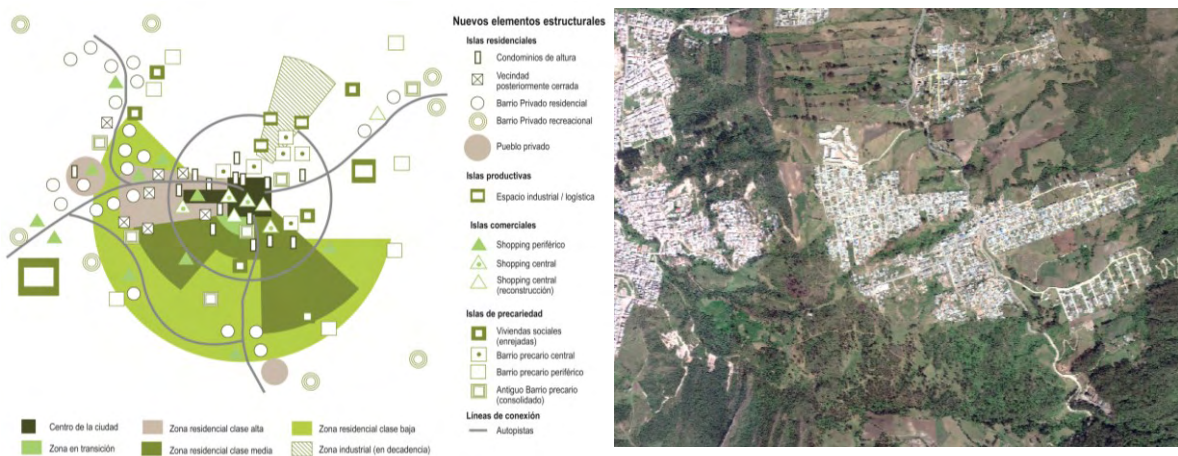 Nuevos elementos estructurales
Islas residenciales
Condominios de altura
Vecindad
posteriormente cerrada
Barrio Privado residencial
Barrio Privado recreacional
Pueblo privado
Islas productivas
Espacio industrial / logística
Islas comerciales
Shopping periférico
Shopping central
Shopping central
(reconstrucción)
Islas de precariedad
Viviendas sociales
(enrejadas)
Barrio precario central
Barrio precario periférico
Antiguo Barrio precario
(consolidado)
Líneas de conexión
Autopistas
Centro de la ciudad
Zona residencial clase alta
Zona residencial clase baja
Zona en transición
Zona residencial clase media
Zona industrial (en decadencia)